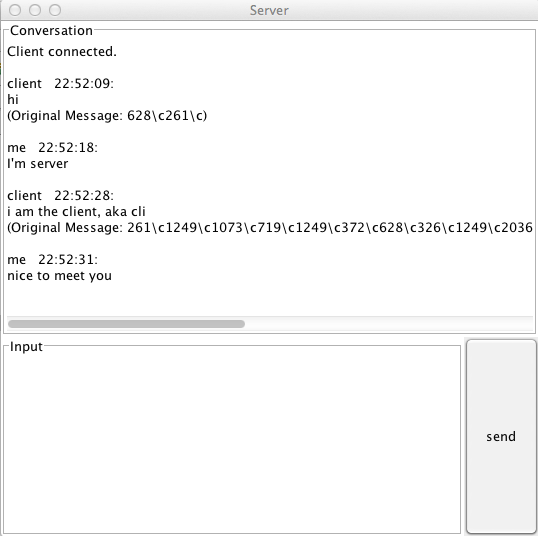 Server
Conversation
Client connected.
client 22:52:09:
hi
(Original Message: 628\c261\c)
me 22:52:18:
I'm server
client 22:52:28:
i am the client, aka cli
(Original Message: 261\c1249\c1073\c719\c1249\c372\c628\c326\c1249\c2036
me 22:52:31:
nice to meet you
Input
send